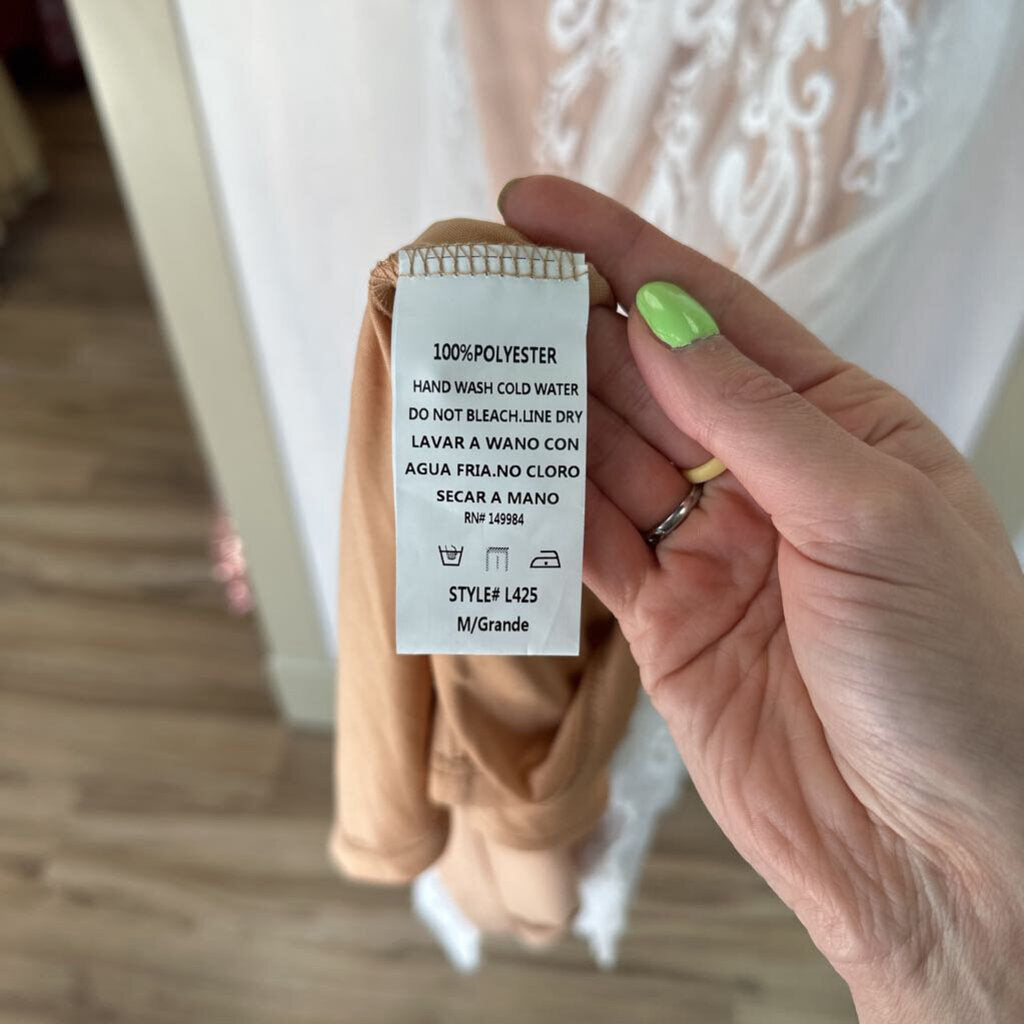 100%POLYESTER
HAND WASH COLD WATER
DO NOT BLEACH.LINE DRY
LAVAR A WANO CON
AGUA FRIA.NO CLORO
SECAR A MANO
RN# 149984
STYLE# L425
M/Grande